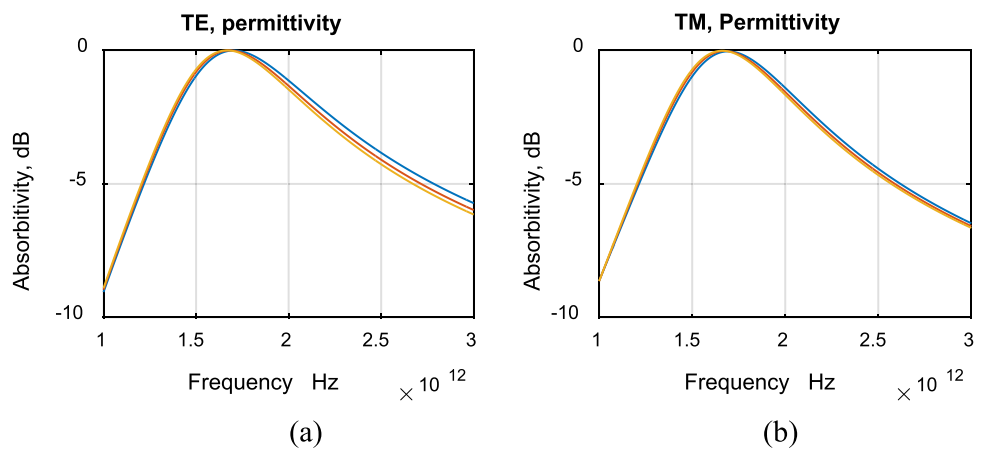 TE, permittivity
0
-5
-10
Absorbitivity, dB
1 1.5 2 2.5 3
Frequency Hz
× 10 12
(a)
TM, Permittivity
0
-5
-10
Absorbitivity, dB
1 1.5 2 2.5 3
Frequency Hz
× 10 12
(b)